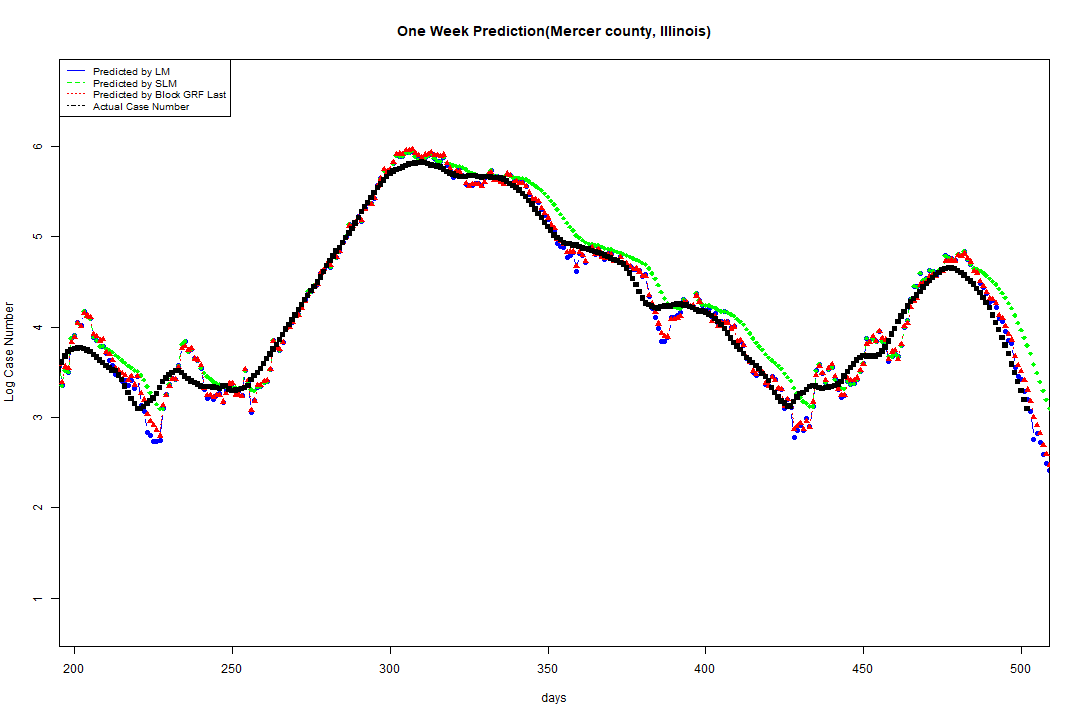 One Week Prediction(Mercer county, Illinois)
Predicted by LM
Predicted by SLM
Predicted by Block GRF Last
Actual Case Number
6
5
4
3
2
1
Log Case Number
200 250 300 350 400 450 500
days